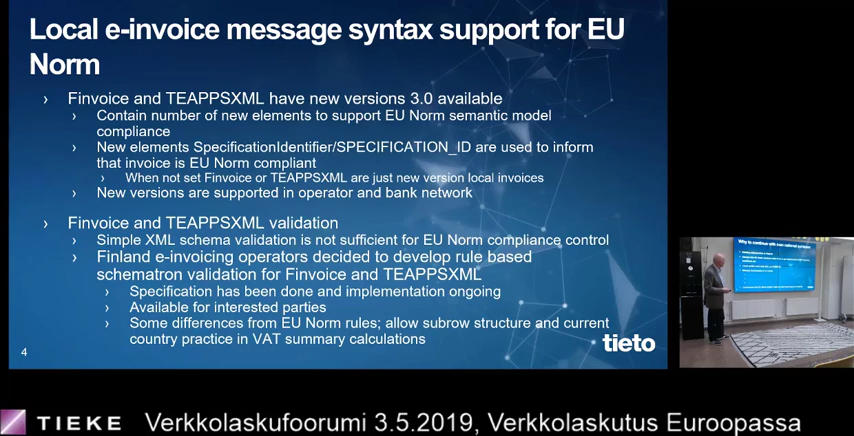 Local e-invoice message syntax support for EU
Norm
› Finvoice and TEAPPSXML have new versions 3.0 available
› Contain number of new elements to support EU Norm semantic model
compliance
› New elements SpecificationIdentifier/SPECIFICATION_ID are used to inform
that invoice is EU Norm compliant
› When not set Finvoice or TEAPPSXML are just new version local invoices
› New versions are supported in operator and bank network
› Finvoice and TEAPPSXML validation
› Simple XML schema validation is not sufficient for EU Norm compliance control
› Finland e-invoicing operators decided to develop rule based
schematron validation for Finvoice and TEAPPSXML
› Specification has been done and implementation ongoing
› Available for interested parties
› Some differences from EU Norm rules; allow subrow structure and current
country practice in VAT summary calculations
4
tieto
TIEKE Verkkolaskufoorumi 3.5.2019, Verkkolaskutus Euroopassa